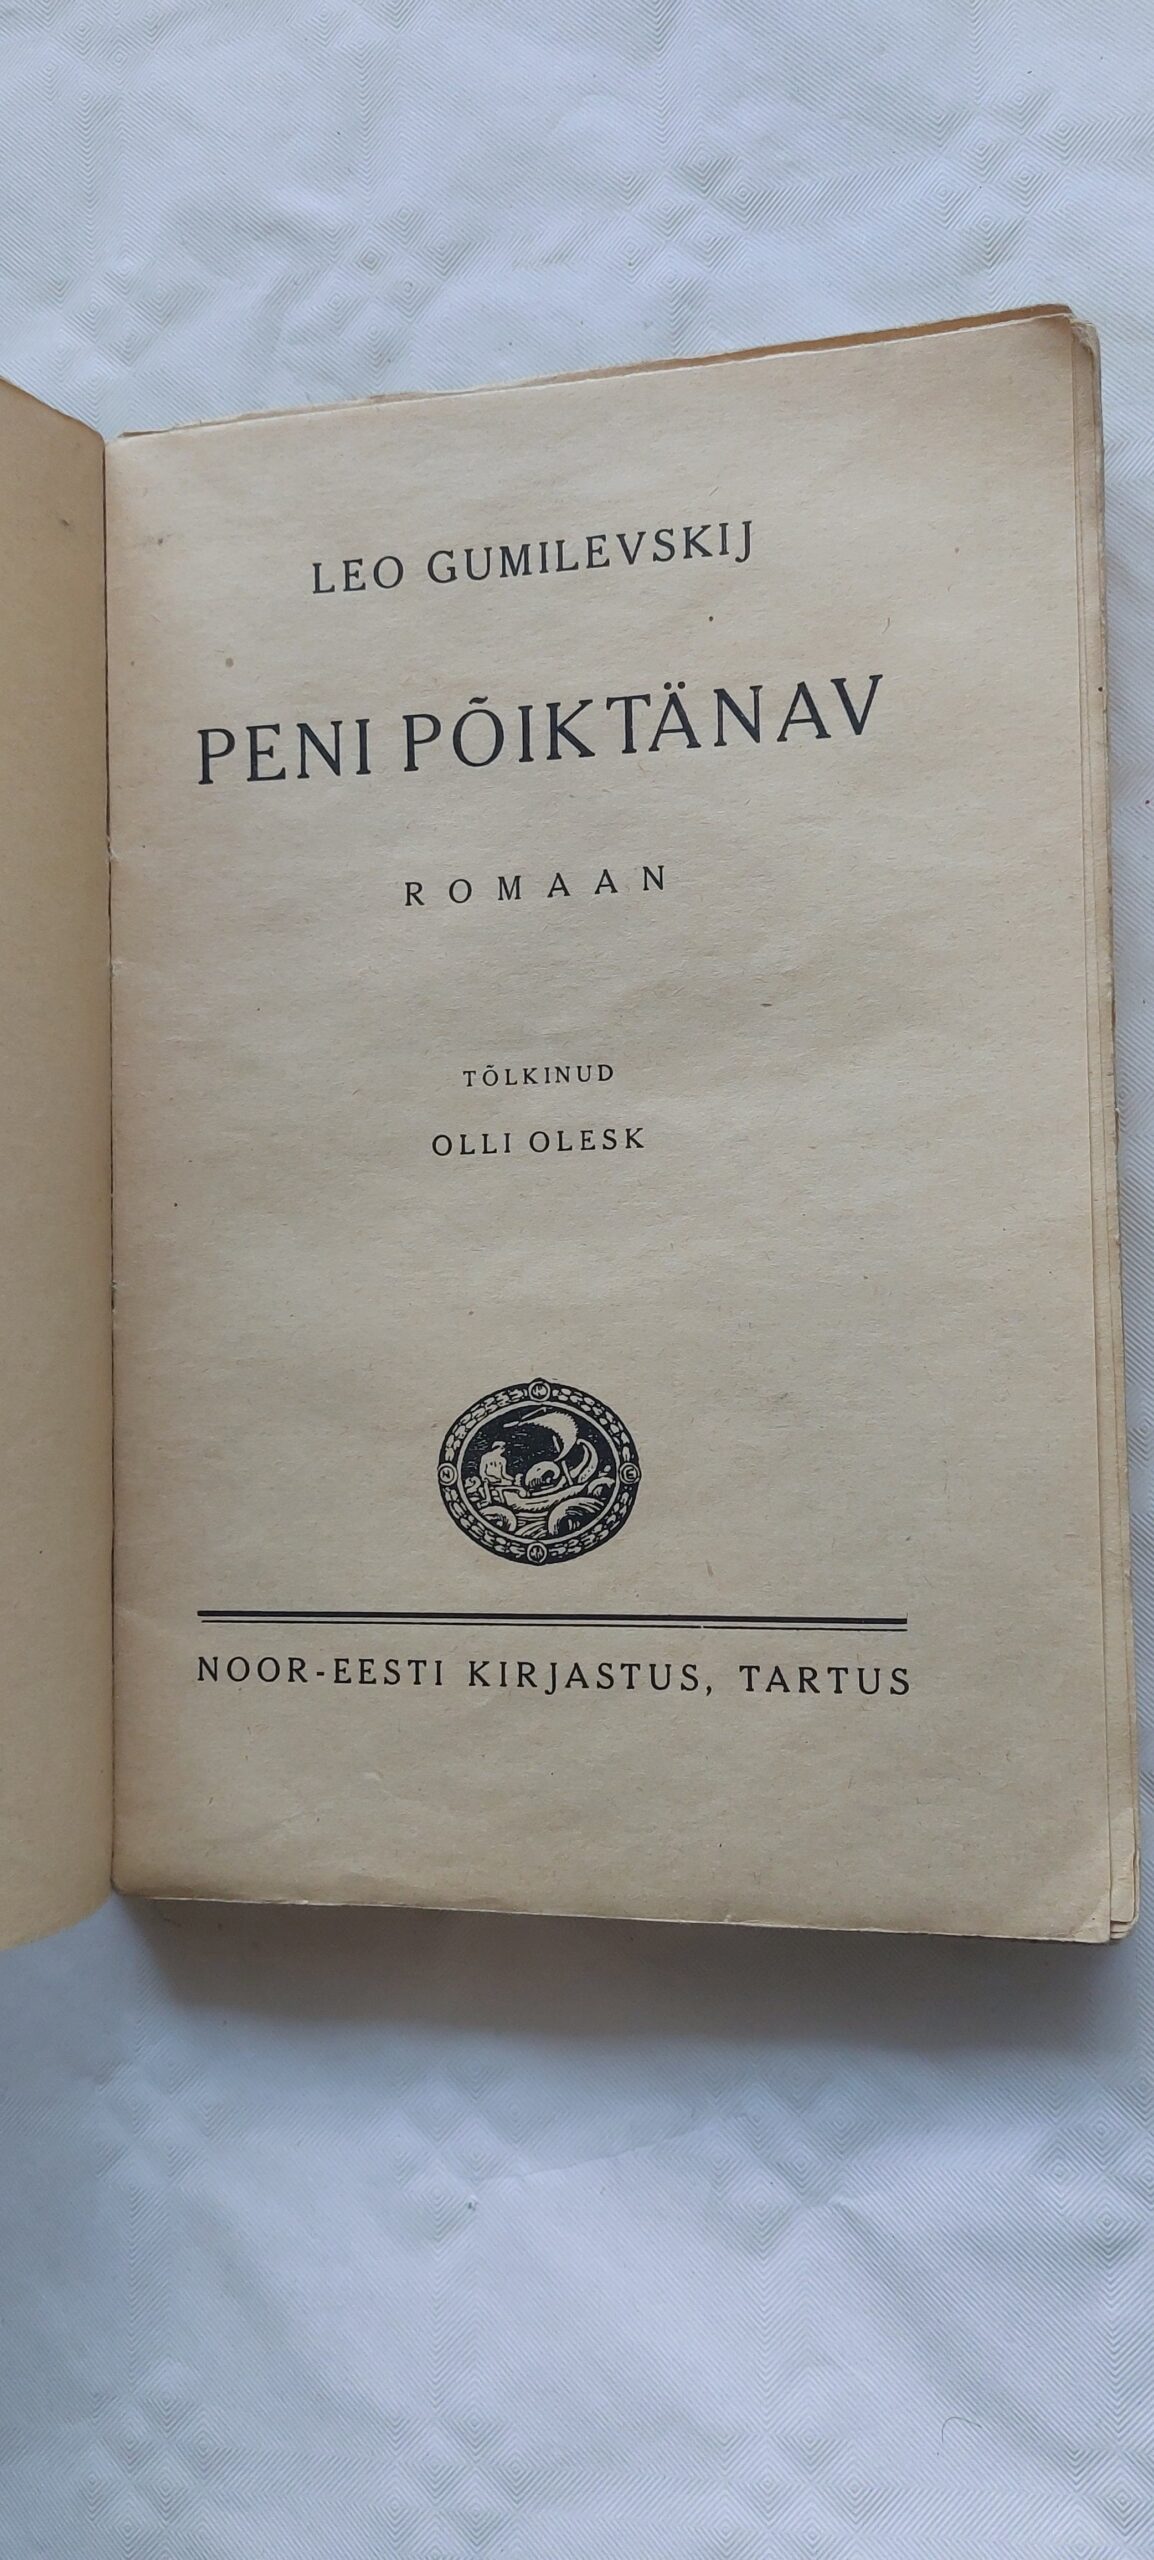 LEO GUMILEVSKIJ
PENI PÕIKTÄNAV
ROMAAN
TÕLKINUD
OLLI OLESK
NOOR-EESTI KIRJASTUS, TARTUS